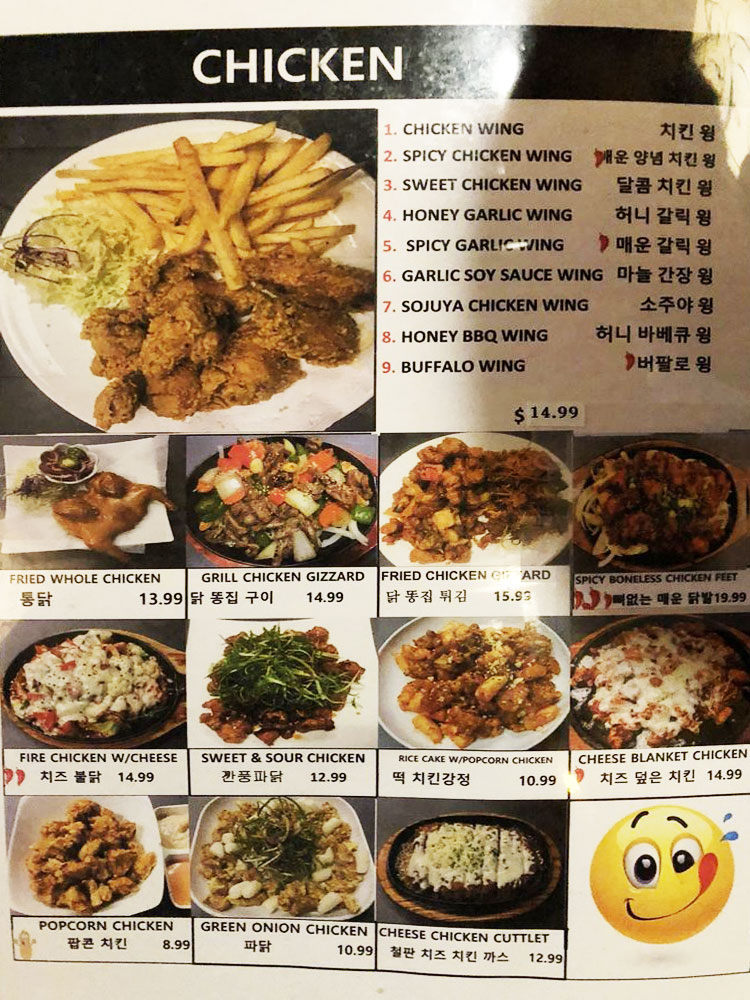 CHICKEN
1. CHICKEN WING 치킨 윙
2. SPICY CHICKEN WING 매운 양념 치킨 윙
3. SWEET CHICKEN WING 달콤 치킨 윙
4. HONEY GARLIC WING 허니 갈릭 윙
5. SPICY GARLIC WING 매운 갈릭 윙
6. GARLIC SOY SAUCE WING 마늘 간장 윙
7. SOJUYA CHICKEN WING 소주야 윙
8. HONEY BBQ WING 허니 바베큐 윙
9. BUFFALO WING 버팔로 윙
$ 14.99
FRIED WHOLE CHICKEN
통닭 13.99
GRILL CHICKEN GIZZARD
닭 똥집 구이 14.99
FRIED CHICKEN GIZZARD
닭 똥집 튀김 15.99
SPICY BONELESS CHICKEN FEET
뼈없는 매운 닭발 19.99
FIRE CHICKEN W/CHEESE
치즈 불닭 14.99
SWEET & SOUR CHICKEN
깐풍파닭 12.99
RICE CAKE W/POPCORN CHICKEN
떡 치킨강정 10.99
CHEESE BLANKET CHICKEN
치즈 덮은 치킨 14.99
POPCORN CHICKEN
팝콘 치킨 8.99
GREEN ONION CHICKEN
파닭 10.99
CHEESE CHICKEN CUTTLET
철판 치즈 치킨 까스 12.99